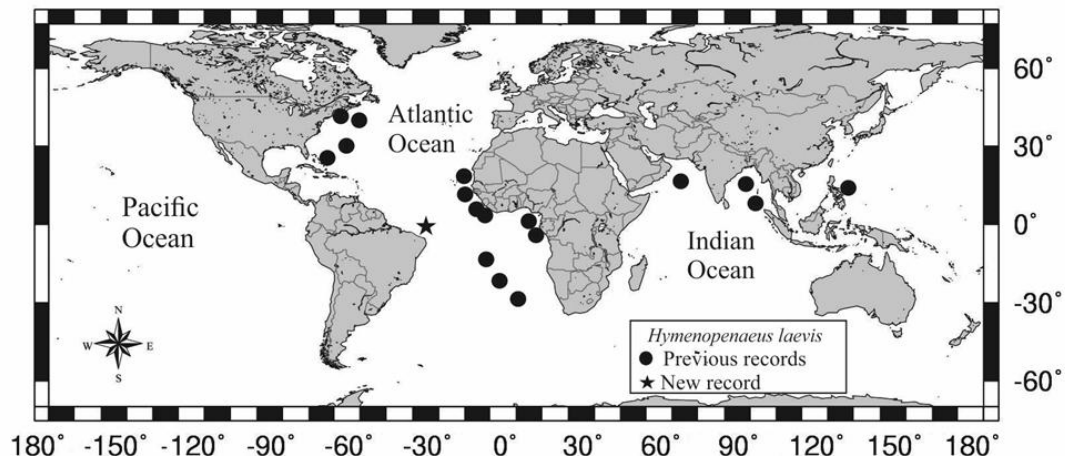 60°
Atlantic
Ocean
30°
Pacific
Ocean
0°
Indian
Ocean
-30°
N
W E
S
Hymenopenaeus laevis
Previous records
New record
-60°
180° -150° -120° -90° -60° -30° 0° 30° 60° 90° 120° 150° 180°